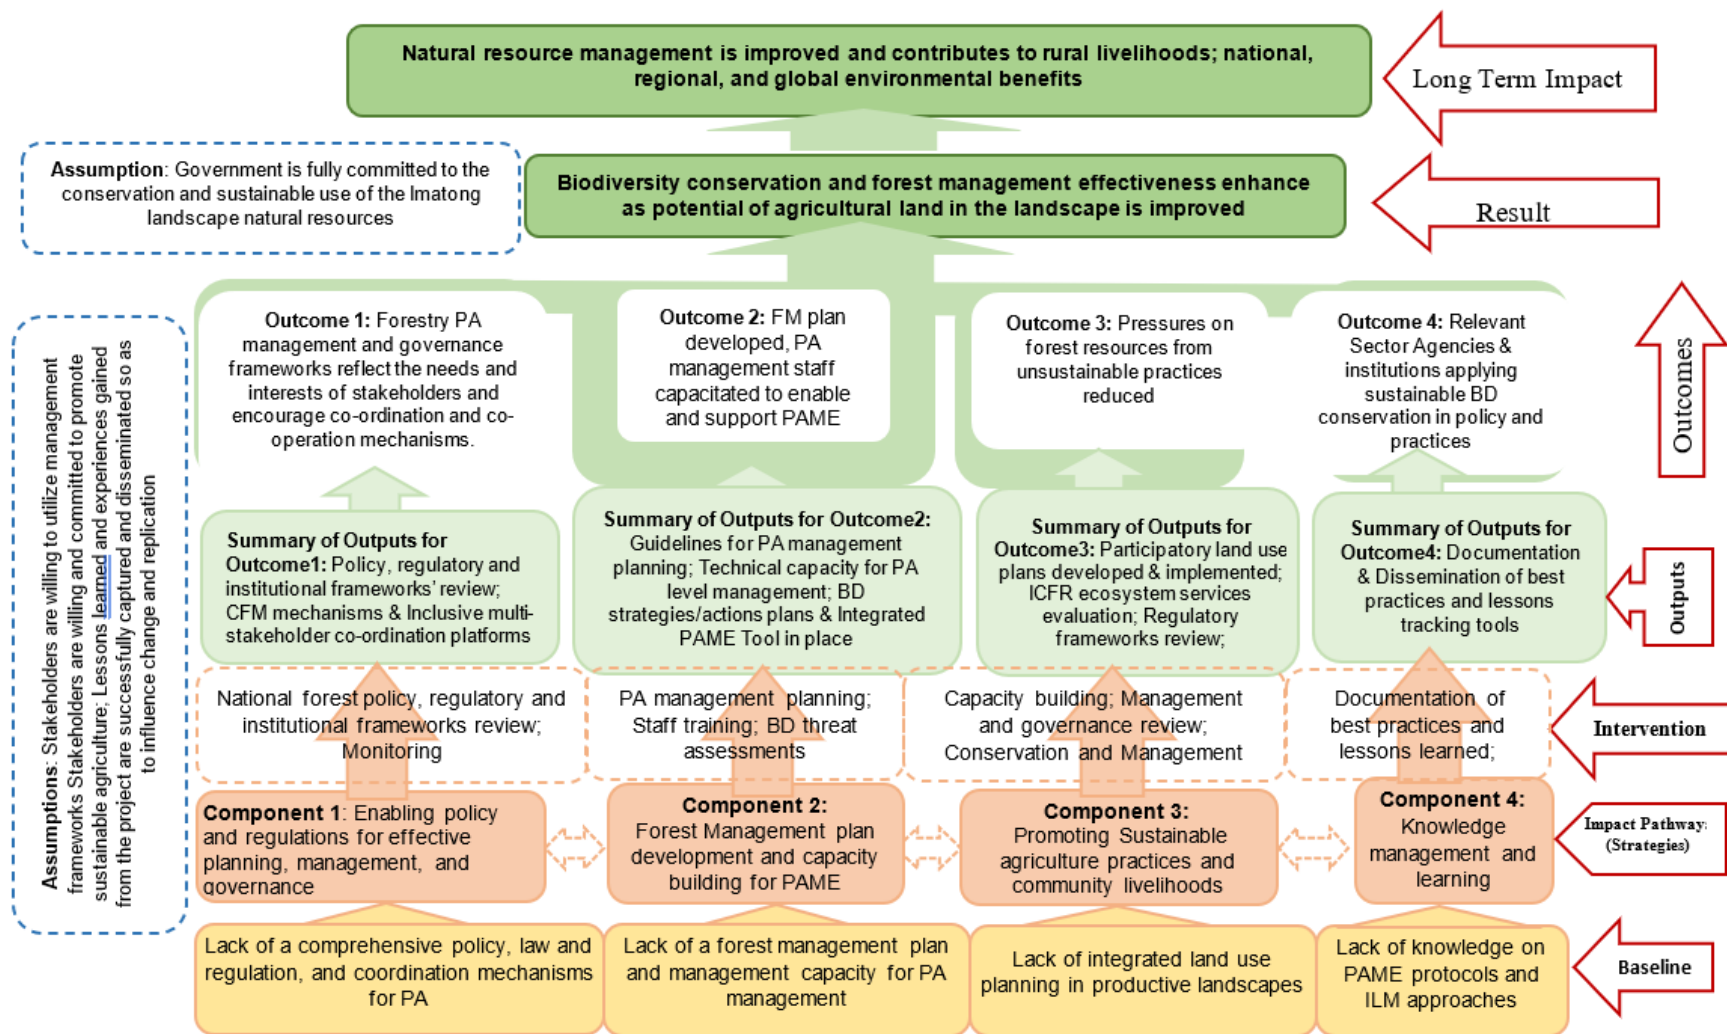 Natural resource management is improved and contributes to rural livelihoods; national,
regional, and global environmental benefits
Long Term Impact
Assumption: Government is fully committed to the
conservation and sustainable use of the Imatong
landscape natural resources
Biodiversity conservation and forest management effectiveness enhance
as potential of agricultural land in the landscape is improved
Result
Assumptions: Stakeholders are willing to utilize management
frameworks Stakeholders are willing and committed to promote
sustainable agriculture; Lessons learned and experiences gained
from the project are successfully captured and disseminated so as
to influence change and replication
Outcome 1: Forestry PA
management and governance
frameworks reflect the needs and
interests of stakeholders and
encourage co-ordination and co-
operation mechanisms.
Outcome 2: FM plan
developed, PA
management staff
capacitated to enable
and support PAME
Outcome 3: Pressures on
forest resources from
unsustainable practices
reduced
Outcome 4: Relevant
Sector Agencies &
institutions applying
sustainable BD
conservation in policy and
practices
Outcomes
Summary of Outputs for
Outcome1: Policy, regulatory and
institutional frameworks' review;
CFM mechanisms & Inclusive multi-
stakeholder co-ordination platforms
Summary of Outputs for Outcome2:
Guidelines for PA management
planning; Technical capacity for PA
level management; BD
strategies/actions plans & Integrated
PAME Tool in place
Summary of Outputs for
Outcome3: Participatory land use
plans developed & implemented;
ICFR ecosystem services
evaluation; Regulatory
frameworks review;
Summary of Outputs for
Outcome4: Documentation
& Dissemination of best
practices and lessons
tracking tools
Outputs
National forest policy, regulatory and
institutional frameworks review;
Monitoring
PA management planning;
Staff training; BD threat
assessments
Capacity building; Management
and governance review;
Conservation and Management
Documentation of
best practices and
lessons learned;
Intervention
Component 1: Enabling policy
and regulations for effective
planning, management, and
governance
Component 2:
Forest Management plan
development and capacity
building for PAME
Component 3:
Promoting Sustainable
agriculture practices and
community livelihoods
Component 4:
Knowledge
management and
learning
Impact Pathway:
(Strategies)
Lack of a comprehensive policy, law and
regulation, and coordination mechanisms
for PA
Lack of a forest management plan
and management capacity for PA
management
Lack of integrated land use
planning in productive landscapes
Lack of knowledge on
PAME protocols and
ILM approaches
Baseline